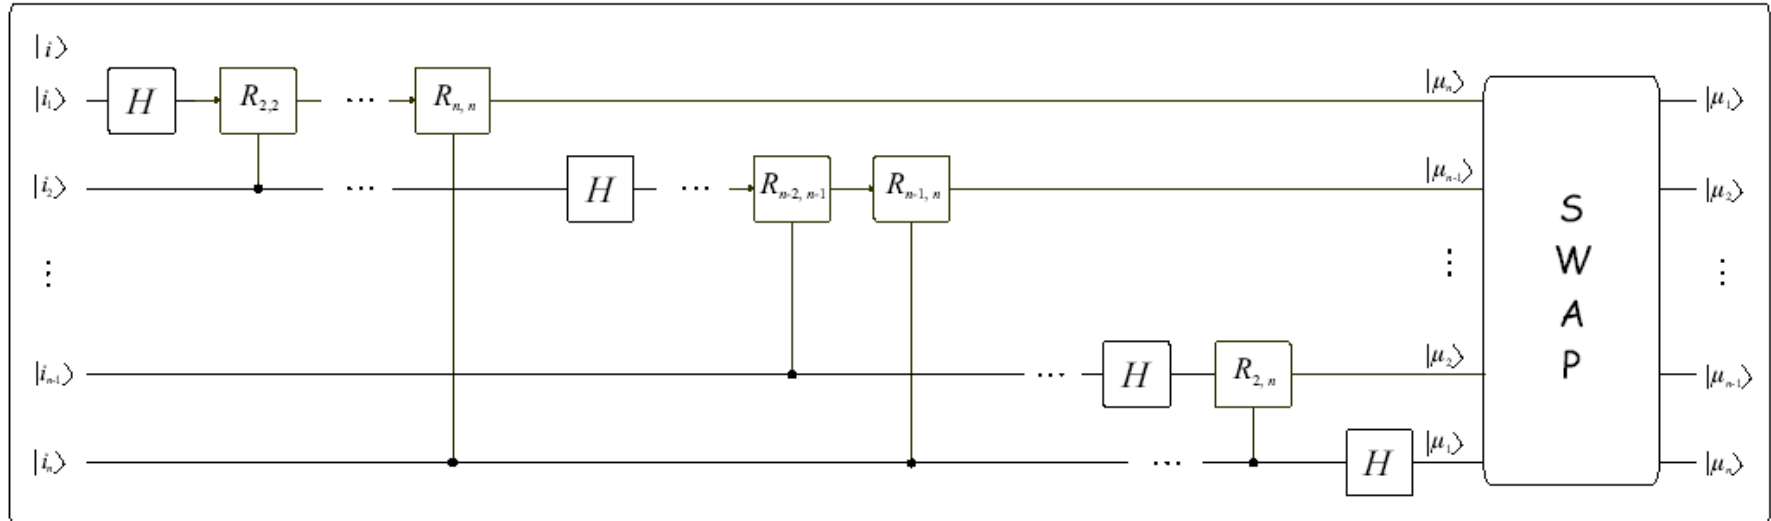 |i⟩
|i₁⟩ H R₂,₂ ... Rₙ, ₙ |μₙ⟩ |μ₁⟩
|i₂⟩ ... H ... Rₙ₋₂, ₙ₋₁ Rₙ₋₁, ₙ |μₙ₋₁⟩ |μ₂⟩
⋮ ⋮ ⋮
|iₙ₋₁⟩ ... H R₂, ₙ |μ₂⟩ |μₙ₋₁⟩
|iₙ⟩ ... H |μ₁⟩ |μₙ⟩
S
W
A
P